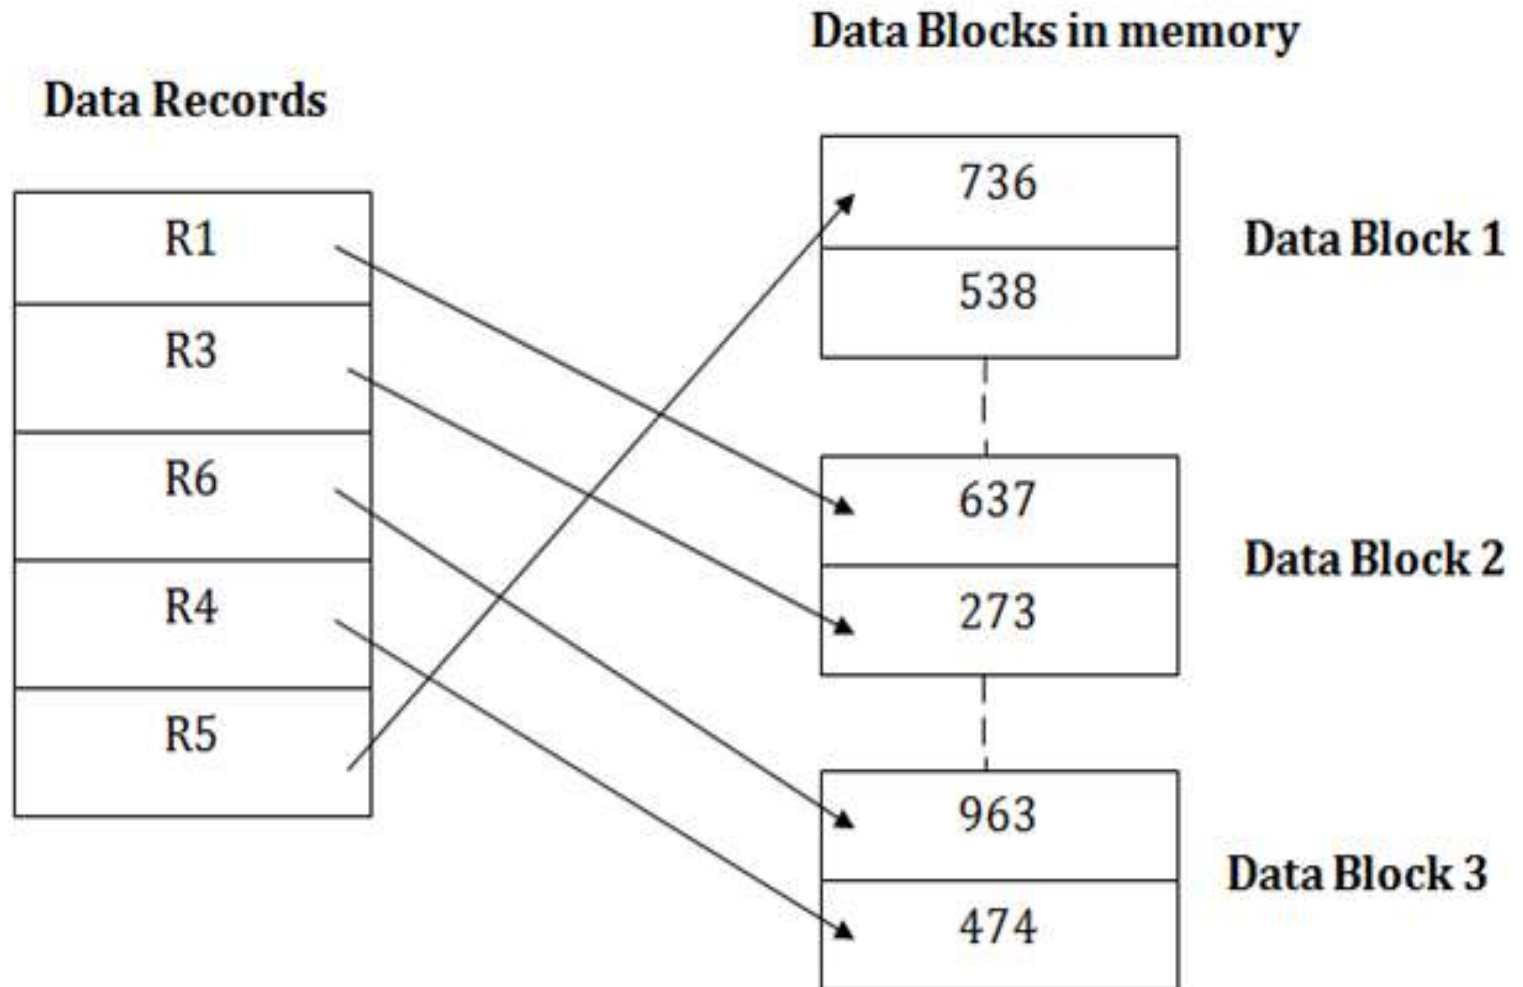 Data Blocks in memory
Data Records
R1
R3
R6
R4
R5
736
538
Data Block 1
637
273
Data Block 2
963
474
Data Block 3